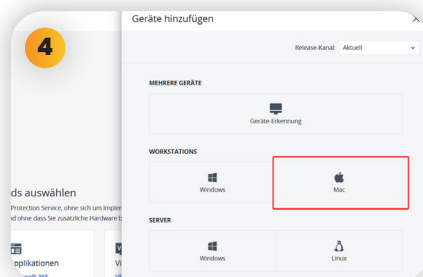 4
Geräte hinzufügen
Release-Kanal: Aktuell
MEHRERE GERÄTE
Geräte Erkennung
WORKSTATIONS
Windows
Mac
ds auswählen
Protection Service, ohne sich um Implem
d ohne dass Sie zusätzliche Hardware b
SERVER
Windows
Linux
pplikationen
Vi